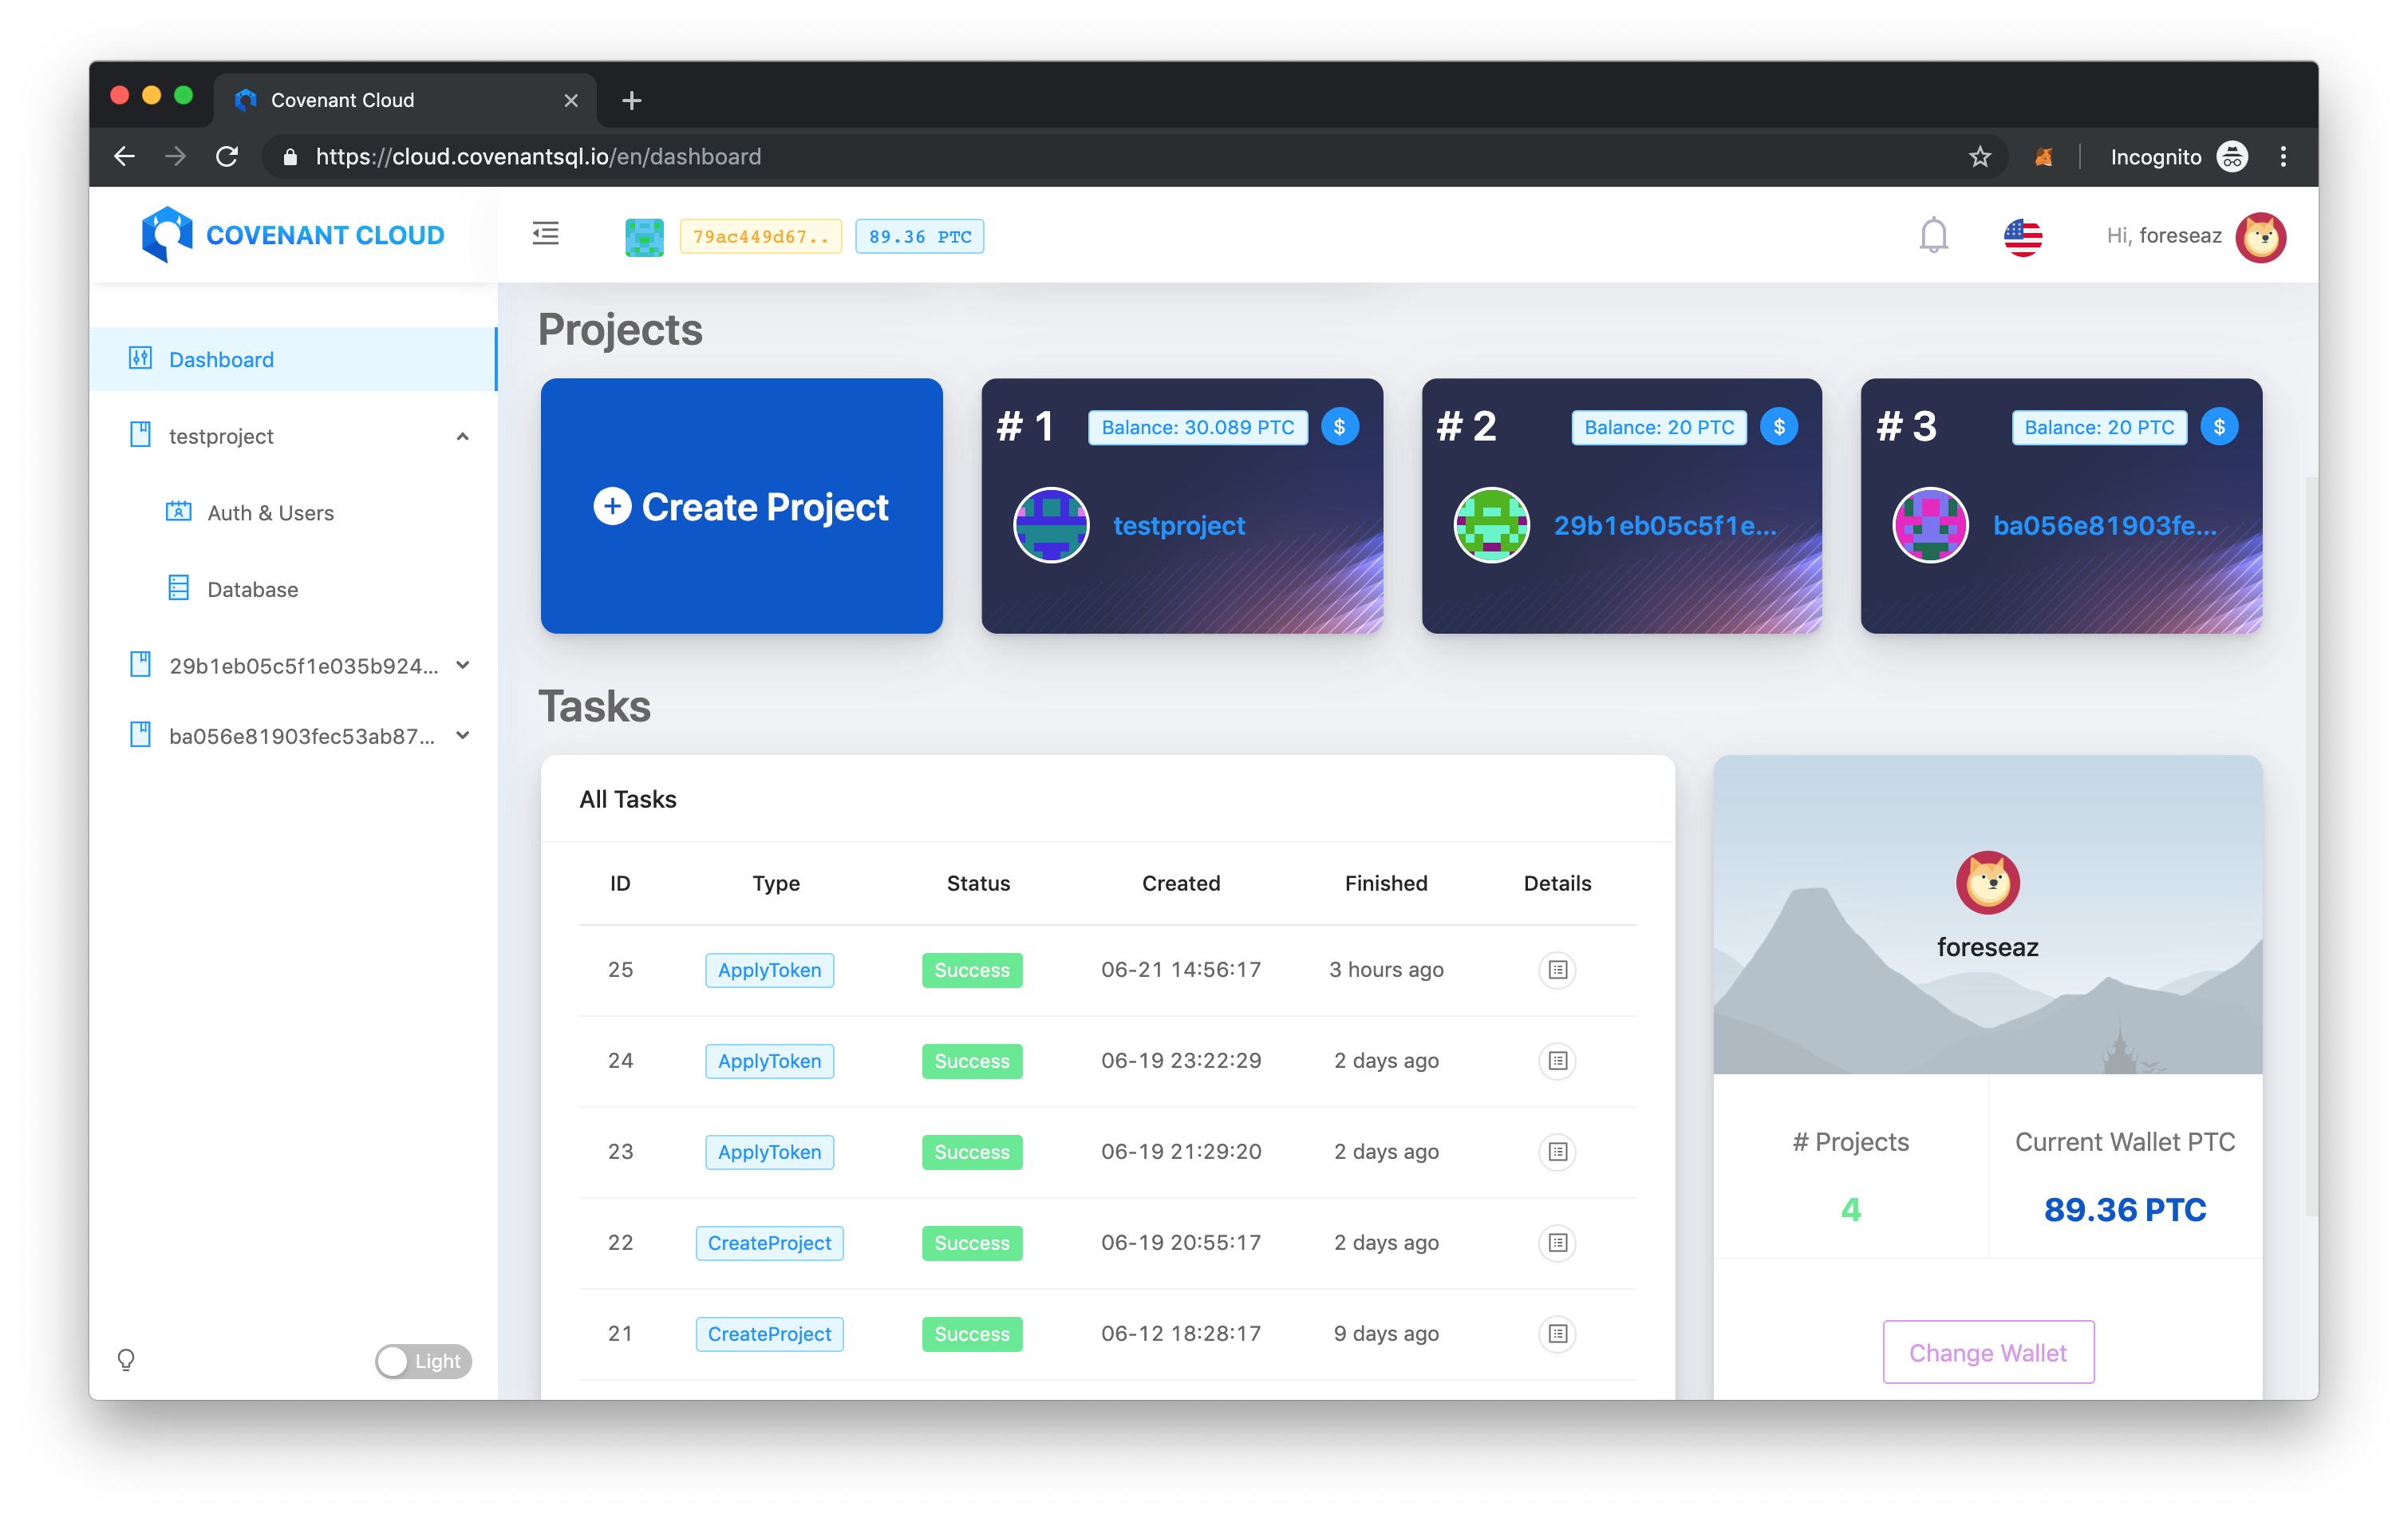 Covenant Cloud
https://cloud.covenantsql.io/en/dashboard
Incognito
COVENANT CLOUD
79ac449d67..
89.36 PTC
Hi, foreseaz
Dashboard
testproject
Auth & Users
Database
29b1eb05c5f1e035b924...
ba056e81903fec53ab87...
Light
Projects
Create Project
# 1
Balance: 30.089 PTC
$
testproject
# 2
Balance: 20 PTC
$
29b1eb05c5f1e...
# 3
Balance: 20 PTC
$
ba056e81903fe...
Tasks
All Tasks
ID Type Status Created Finished Details
25 ApplyToken Success 06-21 14:56:17 3 hours ago
24 ApplyToken Success 06-19 23:22:29 2 days ago
23 ApplyToken Success 06-19 21:29:20 2 days ago
22 CreateProject Success 06-19 20:55:17 2 days ago
21 CreateProject Success 06-12 18:28:17 9 days ago
foreseaz
# Projects
4
Current Wallet PTC
89.36 PTC
Change Wallet